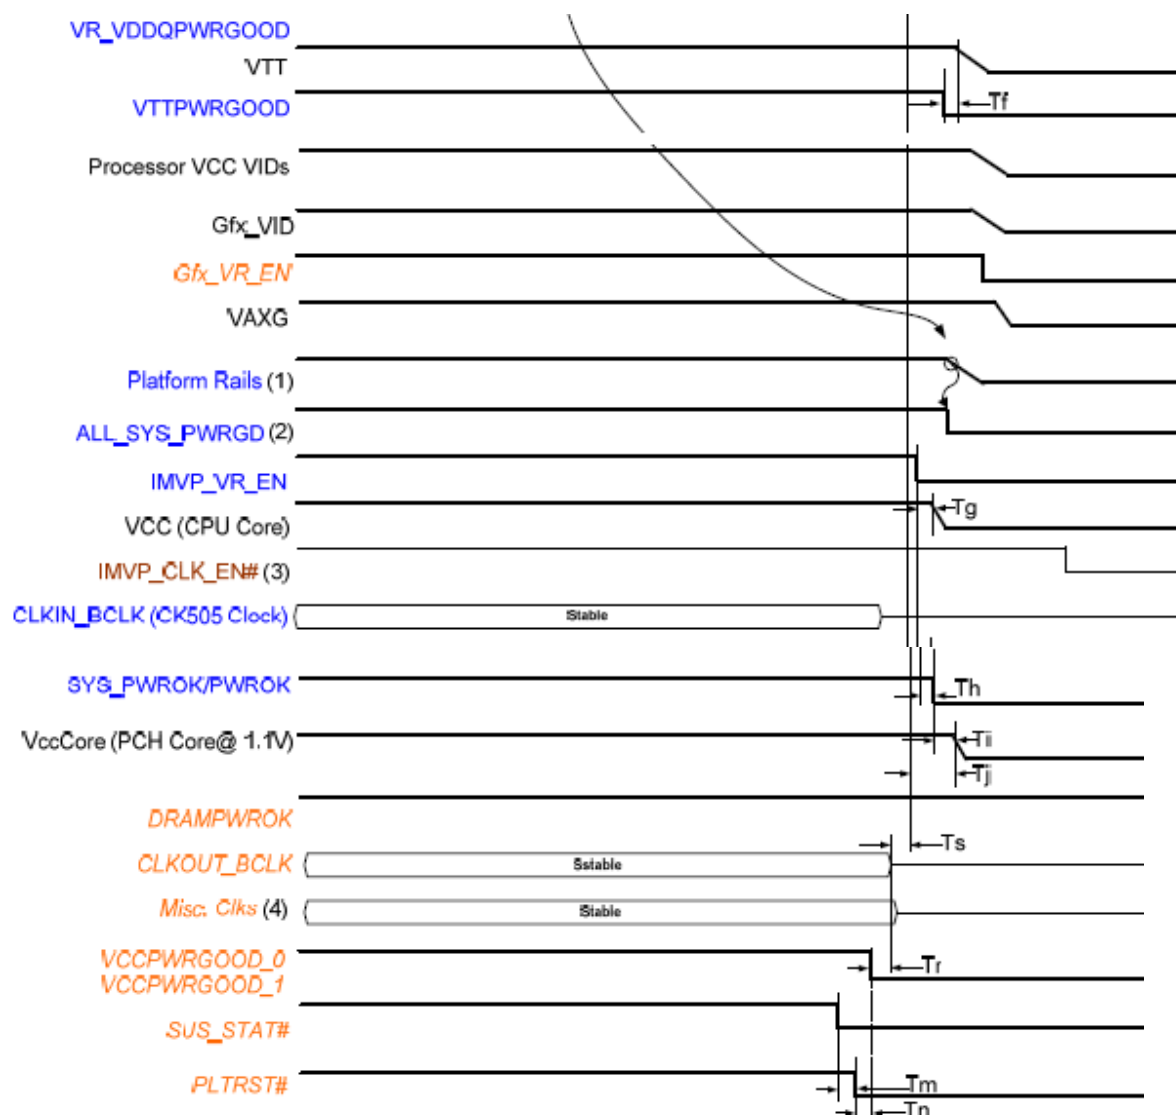 VR_VDDQPWRGOOD
VTT
VTTPWRGOOD
Tf
Processor VCC VIDs
Gfx_VID
Gfx_VR_EN
VAXG
Platform Rails (1)
ALL_SYS_PWRGD (2)
IMVP_VR_EN
Tg
VCC (CPU Core)
IMVP_CLK_EN# (3)
CLKIN_BCLK (CK505 Clock)
Stable
SYS_PWROK/PWROK
Th
VccCore (PCH Core@ 1.1V)
Ti
Tj
DRAMPWROK
Ts
CLKOUT_BCLK
Sstable
Misc. Clks (4)
Stable
VCCPWRGOOD_0
Tr
VCCPWRGOOD_1
SUS_STAT#
PLTRST#
Tm
Tn